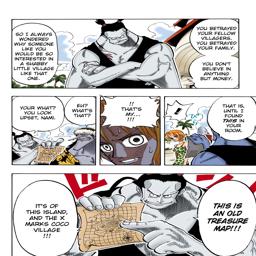 YOU BETRAYED
YOUR FELLOW
VILLAGERS.
YOU BETRAYED
YOUR FAMILY.
YOU DON'T
BELIEVE IN
ANYTHING
BUT MONEY.
SO I ALWAYS
WONDERED
WHY SOMEONE
LIKE YOU
WOULD BE SO
INTERESTED IN
A SHABBY
LITTLE VILLAGE
LIKE THAT
ONE.
THAT IS,
UNTIL I
FOUND
THIS IN
YOUR
ROOM.
!!
THAT'S
MY...
!!!
EH?
WHAT'S
THAT?
YOUR WHAT?
YOU LOOK
UPSET, NAMI.
THIS IS
AN OLD
TREASURE
MAP!!!
IT'S OF
THIS ISLAND,
AND THE X
MARKS COCO
VILLAGE
!!!